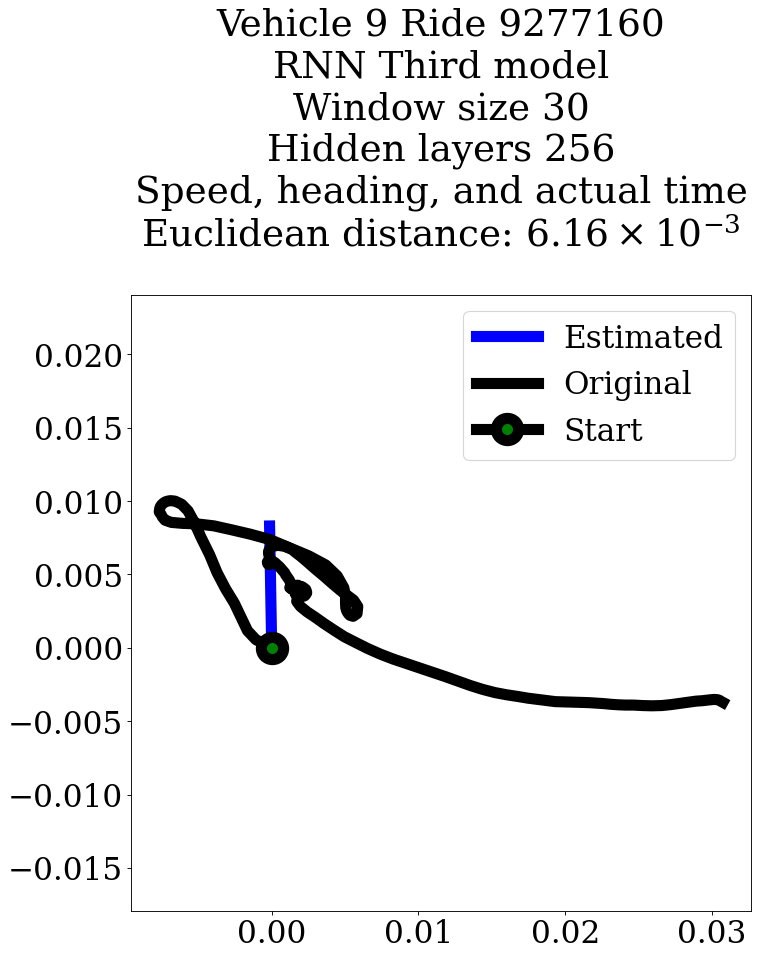 Vehicle 9 Ride 9277160
RNN Third model
Window size 30
Hidden layers 256
Speed, heading, and actual time
Euclidean distance: 6.16 × 10⁻³
Estimated
Original
Start
0.020
0.015
0.010
0.005
0.000
−0.005
−0.010
−0.015
0.00 0.01 0.02 0.03